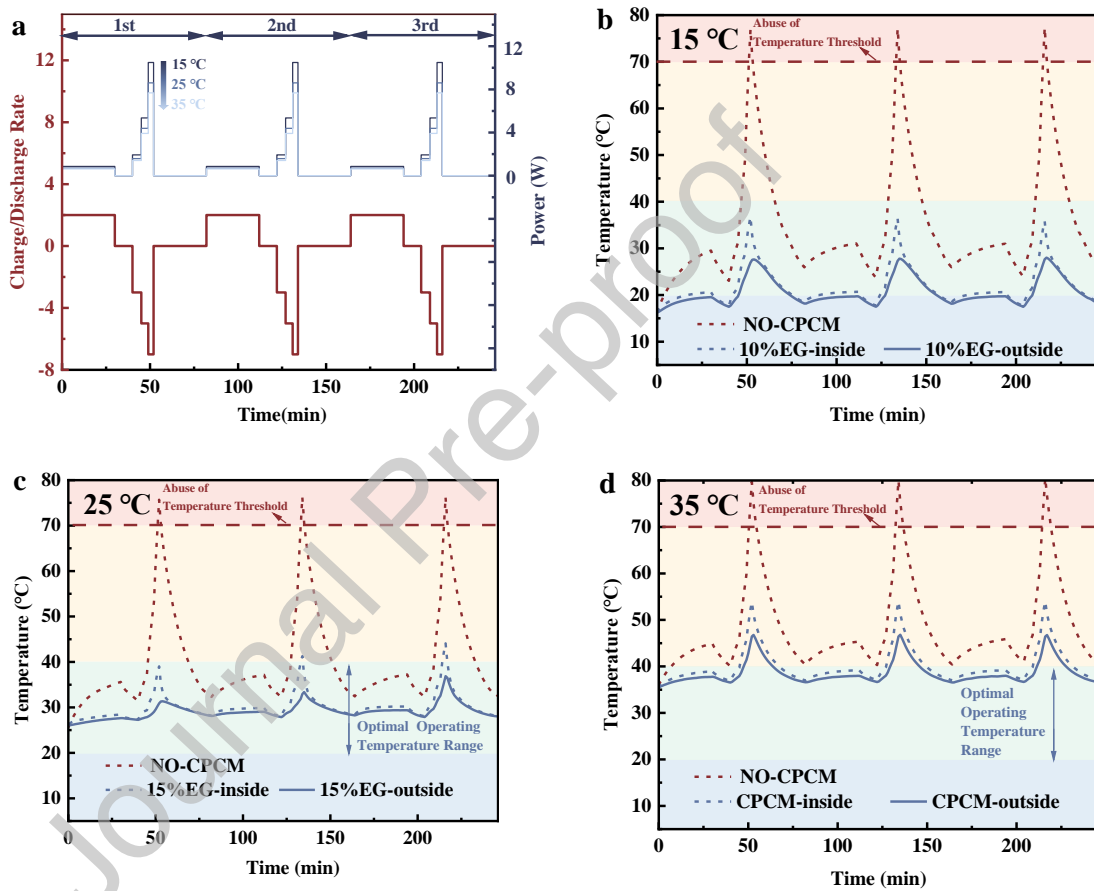 a
1st
2nd
3rd
15 ℃
25 ℃
35 ℃
12
8
4
0
-4
-8
12
8
4
0
Charge/Discharge Rate
Power (W)
0
50
100
150
200
Time(min)
b
15 ℃
Abuse of
Temperature Threshold
80
70
60
50
40
30
20
10
Temperature (℃)
NO-CPCM
10%EG-inside
10%EG-outside
0
50
100
150
200
Time (min)
c
25 ℃
Abuse of
Temperature Threshold
80
70
60
50
40
30
20
10
Temperature (℃)
Optimal Operating
Temperature Range
NO-CPCM
15%EG-inside
15%EG-outside
0
50
100
150
200
Time (min)
d
35 ℃
Abuse of
Temperature Threshold
80
70
60
50
40
30
20
10
Temperature (℃)
Optimal
Operating
Temperature
Range
NO-CPCM
CPCM-inside
CPCM-outside
0
50
100
150
200
Time (min)
Journal Pre-proof